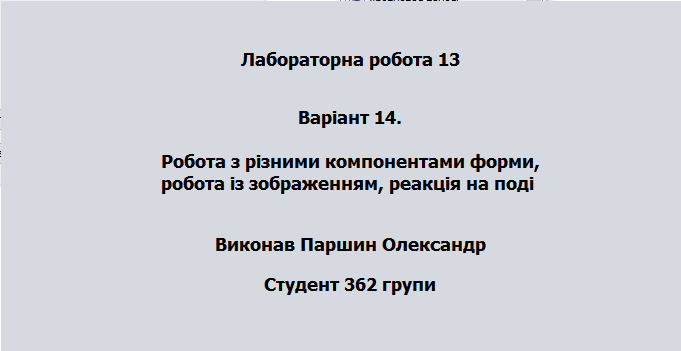 Лабораторна робота 13
Варіант 14.
Робота з різними компонентами форми,
робота із зображенням, реакція на поді
Виконав Паршин Олександр
Студент 362 групи